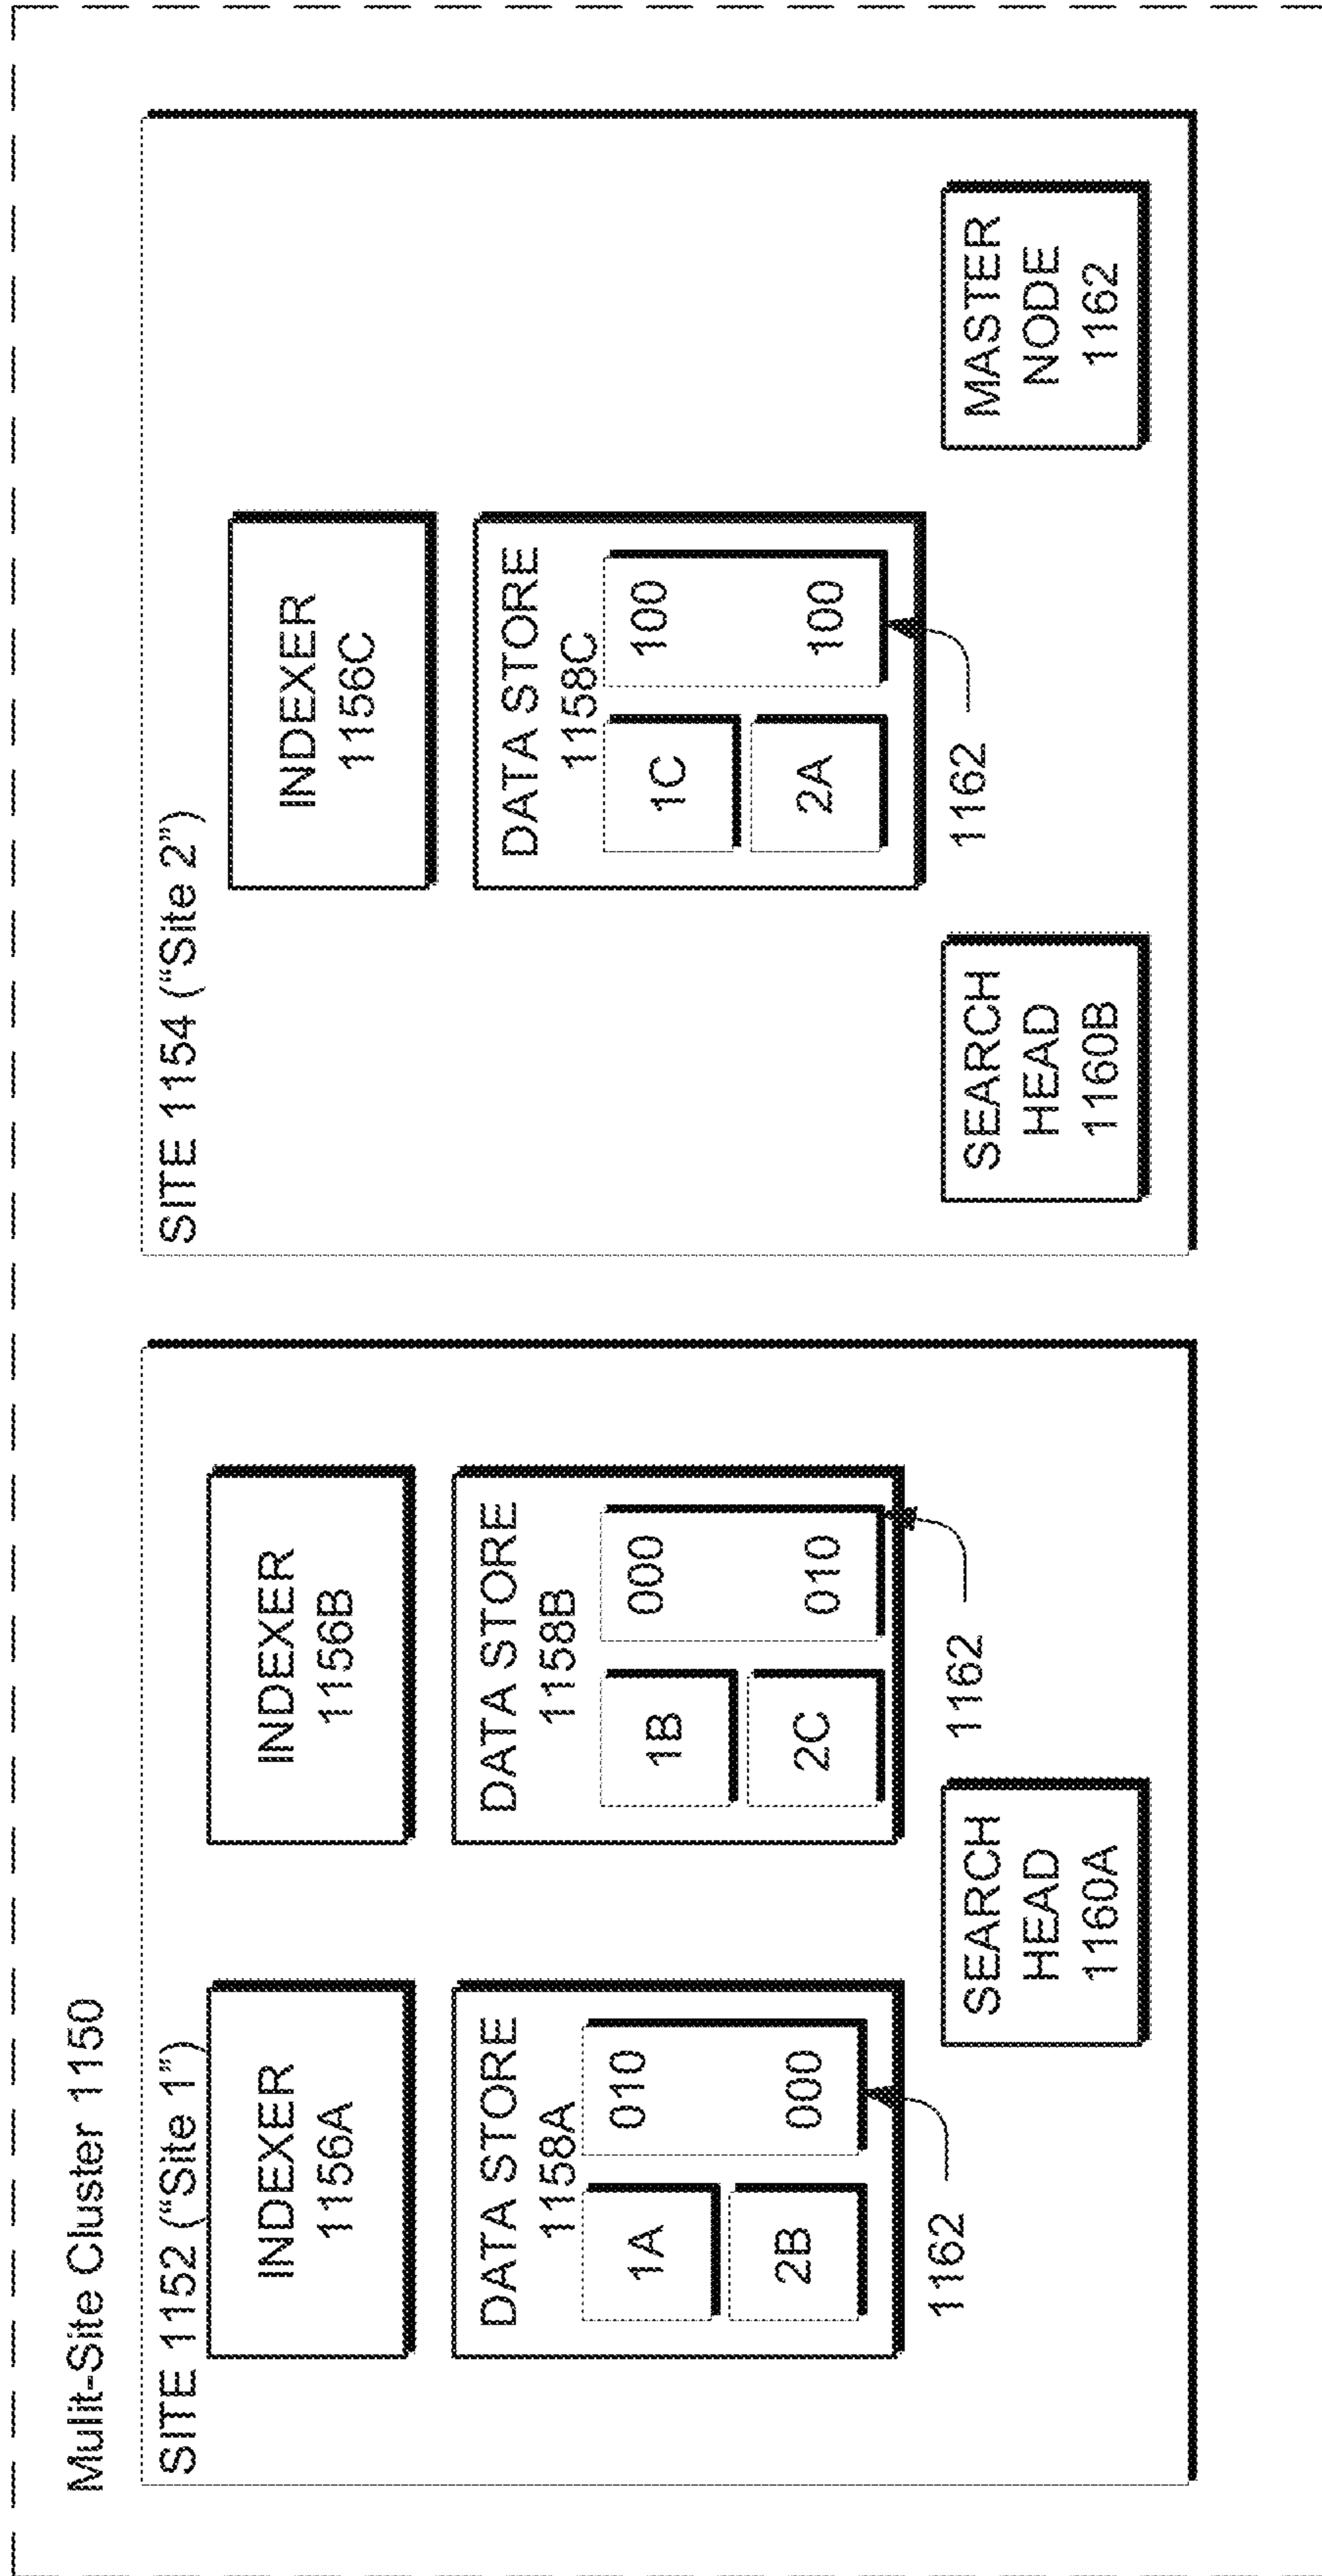 Mulit-Site Cluster 1150
SITE 1152 ("Site 1")
INDEXER
1156A
INDEXER
1156B
DATA STORE
1158A
1A
010
2B
000
1162
DATA STORE
1158B
1B
000
2C
010
1162
SEARCH
HEAD
1160A
SITE 1154 ("Site 2")
INDEXER
1156C
DATA STORE
1158C
1C
100
2A
100
1162
SEARCH
HEAD
1160B
MASTER
NODE
1162